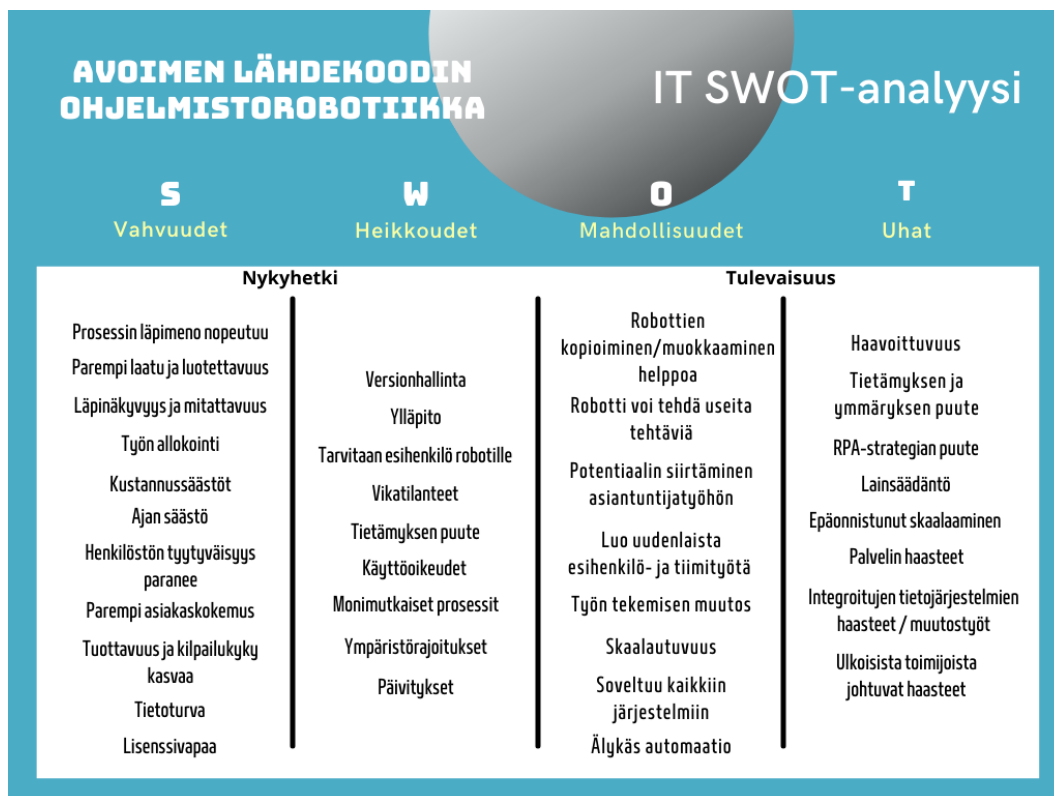 AVOIMEN LÄHDEKOODIN
OHJELMISTOROBOTIIKKA
IT SWOT-analyysi
S
Vahvuudet
W
Heikkoudet
O
Mahdollisuudet
T
Uhat
Nykyhetki
Tulevaisuus
Prosessin läpimeno nopeutuu
Parempi laatu ja luotettavuus
Läpinäkyvyys ja mitattavuus
Työn allokointi
Kustannussäästöt
Ajan säästö
Henkilöstön tyytyväisyys
paranee
Parempi asiakaskokemus
Tuottavuus ja kilpailukyky
kasvaa
Tietoturva
Lisenssivapaa
Versionhallinta
Ylläpito
Tarvitaan esihenkilö robotille
Vikatilanteet
Tietämyksen puute
Käyttöoikeudet
Monimutkaiset prosessit
Ympäristörajoitukset
Päivitykset
Robottien
kopioiminen/muokkaaminen
helppoa
Robotti voi tehdä useita
tehtäviä
Potentiaalin siirtäminen
asiantuntijatyöhön
Luo uudenlaista
esihenkilö- ja tiimityötä
Työn tekemisen muutos
Skaalautuvuus
Soveltuu kaikkiin
järjestelmiin
Älykäs automaatio
Haavoittuvuus
Tietämyksen ja
ymmäryksen puute
RPA-strategian puute
Lainsäädäntö
Epäonnistunut skaalaaminen
Palvelin haasteet
Integroitujen tietojärjestelmien
haasteet / muutostyöt
Ulkoisista toimijoista
johtuvat haasteet